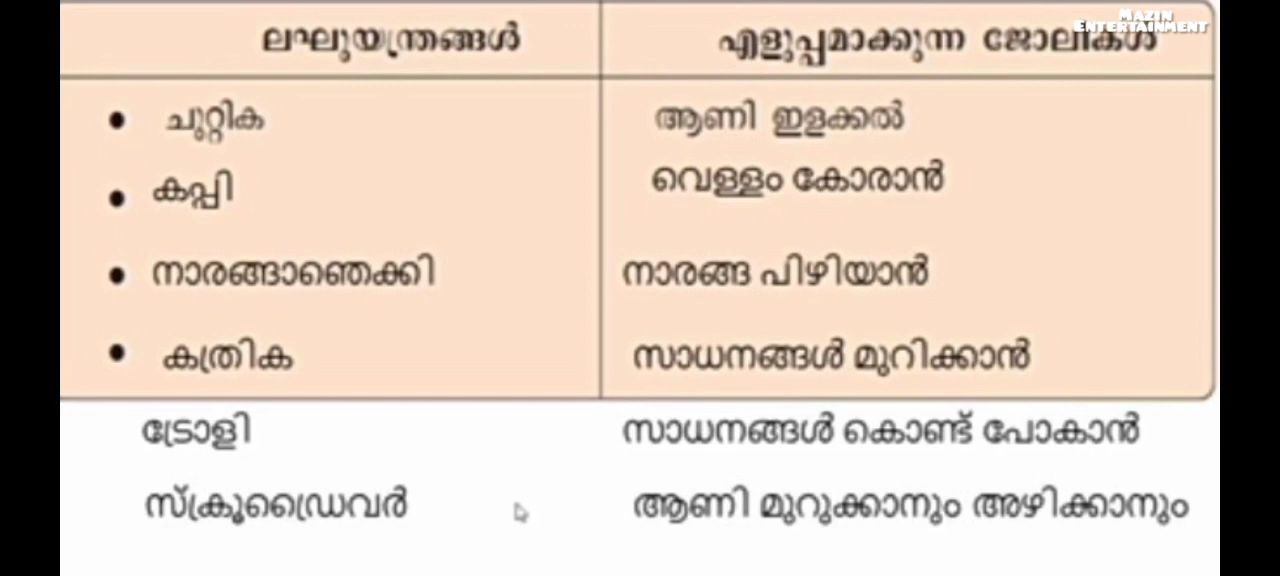 MAZIN
ENTERTAINMENT
ലഘുയന്ത്രങ്ങൾ എളുപ്പമാക്കുന്ന ജോലികൾ
• ചുറ്റിക ആണി ഇളക്കൽ
• കപ്പി വെള്ളം കോരാൻ
• നാരങ്ങാഞെക്കി നാരങ്ങ പിഴിയാൻ
• കത്രിക സാധനങ്ങൾ മുറിക്കാൻ
ട്രോളി സാധനങ്ങൾ കൊണ്ട് പോകാൻ
സ്ക്രൂഡ്രൈവർ ആണി മുറുക്കാനും അഴിക്കാനും